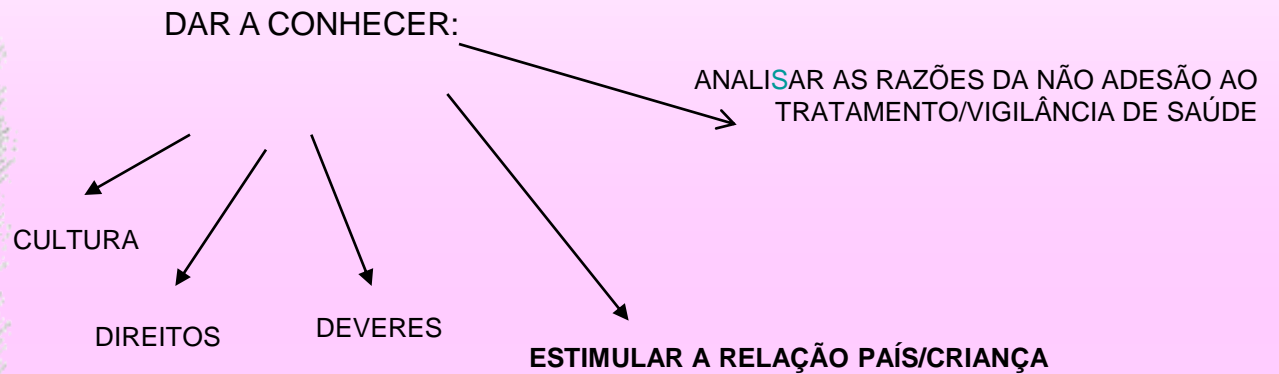 DAR A CONHECER:
ANALISAR AS RAZÕES DA NÃO ADESÃO AO
TRATAMENTO/VIGILÂNCIA DE SAÚDE
CULTURA
DIREITOS
DEVERES
ESTIMULAR A RELAÇÃO PAÍS/CRIANÇA